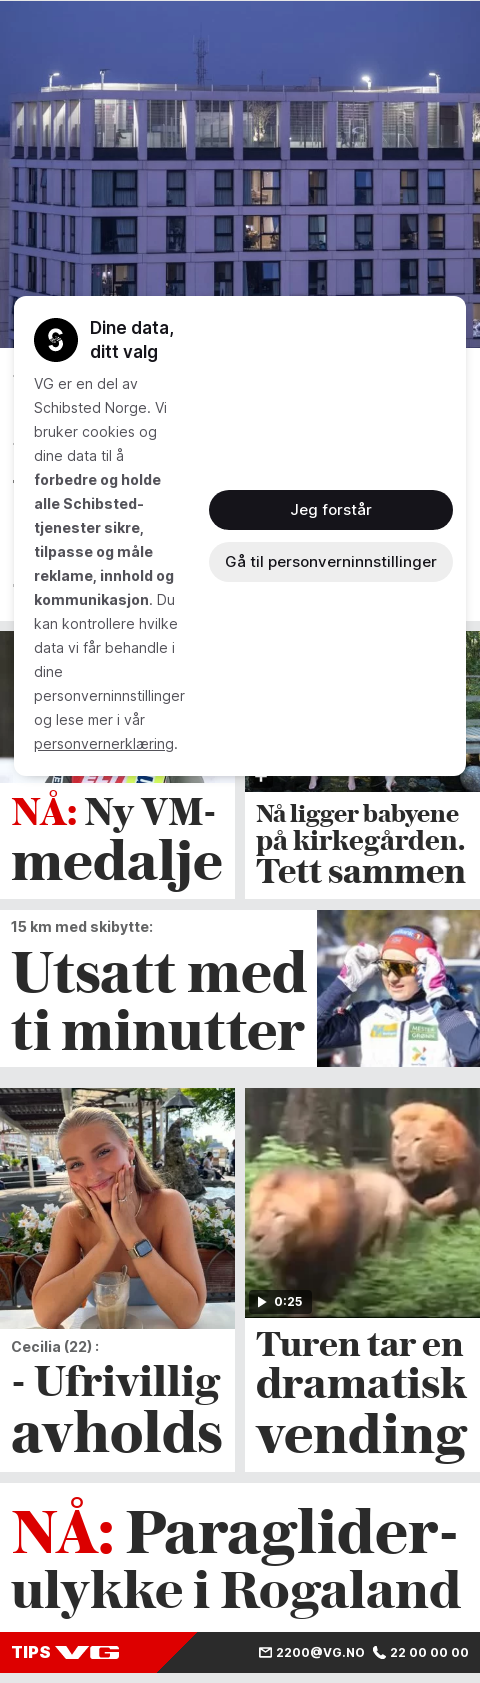 Dine data,
ditt valg
VG er en del av
Schibsted Norge. Vi
bruker cookies og
dine data til å
forbedre og holde
alle Schibsted-
tjenester sikre,
tilpasse og måle
reklame, innhold og
kommunikasjon. Du
kan kontrollere hvilke
data vi får behandle i
dine
personverninnstillinger
og lese mer i vår
personvernerklæring.
Jeg forstår
Gå til personverninnstillinger
NÅ: Ny VM-
medalje
Nå ligger babyene
på kirkegården.
Tett sammen
15 km med skibytte:
Utsatt med
ti minutter
Cecilia (22) :
- Ufrivillig
avholds
0:25
Turen tar en
dramatisk
vending
NÅ: Paraglider-
ulykke i Rogaland
TIPS VG
2200@VG.NO
22 00 00 00